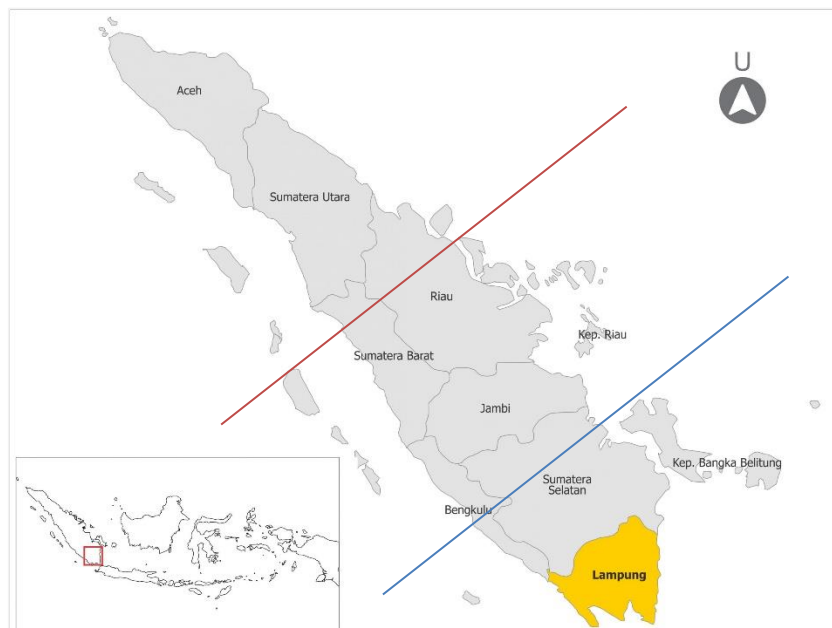 U
Aceh
Sumatera Utara
Riau
Kep. Riau
Sumatera Barat
Jambi
Kep. Bangka Belitung
Sumatera
Selatan
Bengkulu
Lampung